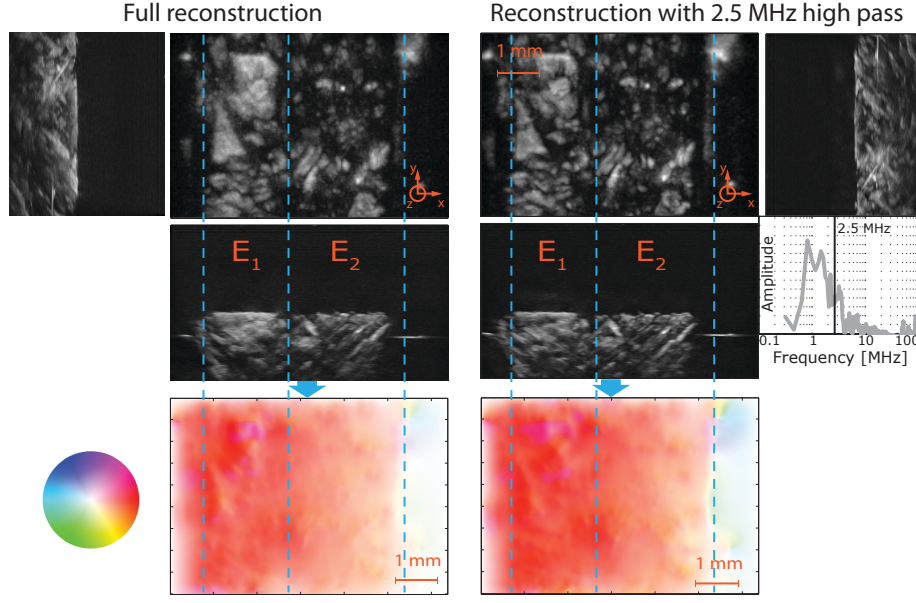 Full reconstruction
Reconstruction with 2.5 MHz high pass
1 mm
y
z
x
y
z
x
E1
E2
E1
E2
2.5 MHz
Amplitude
0.1
1
10
100
Frequency [MHz]
1 mm
1 mm